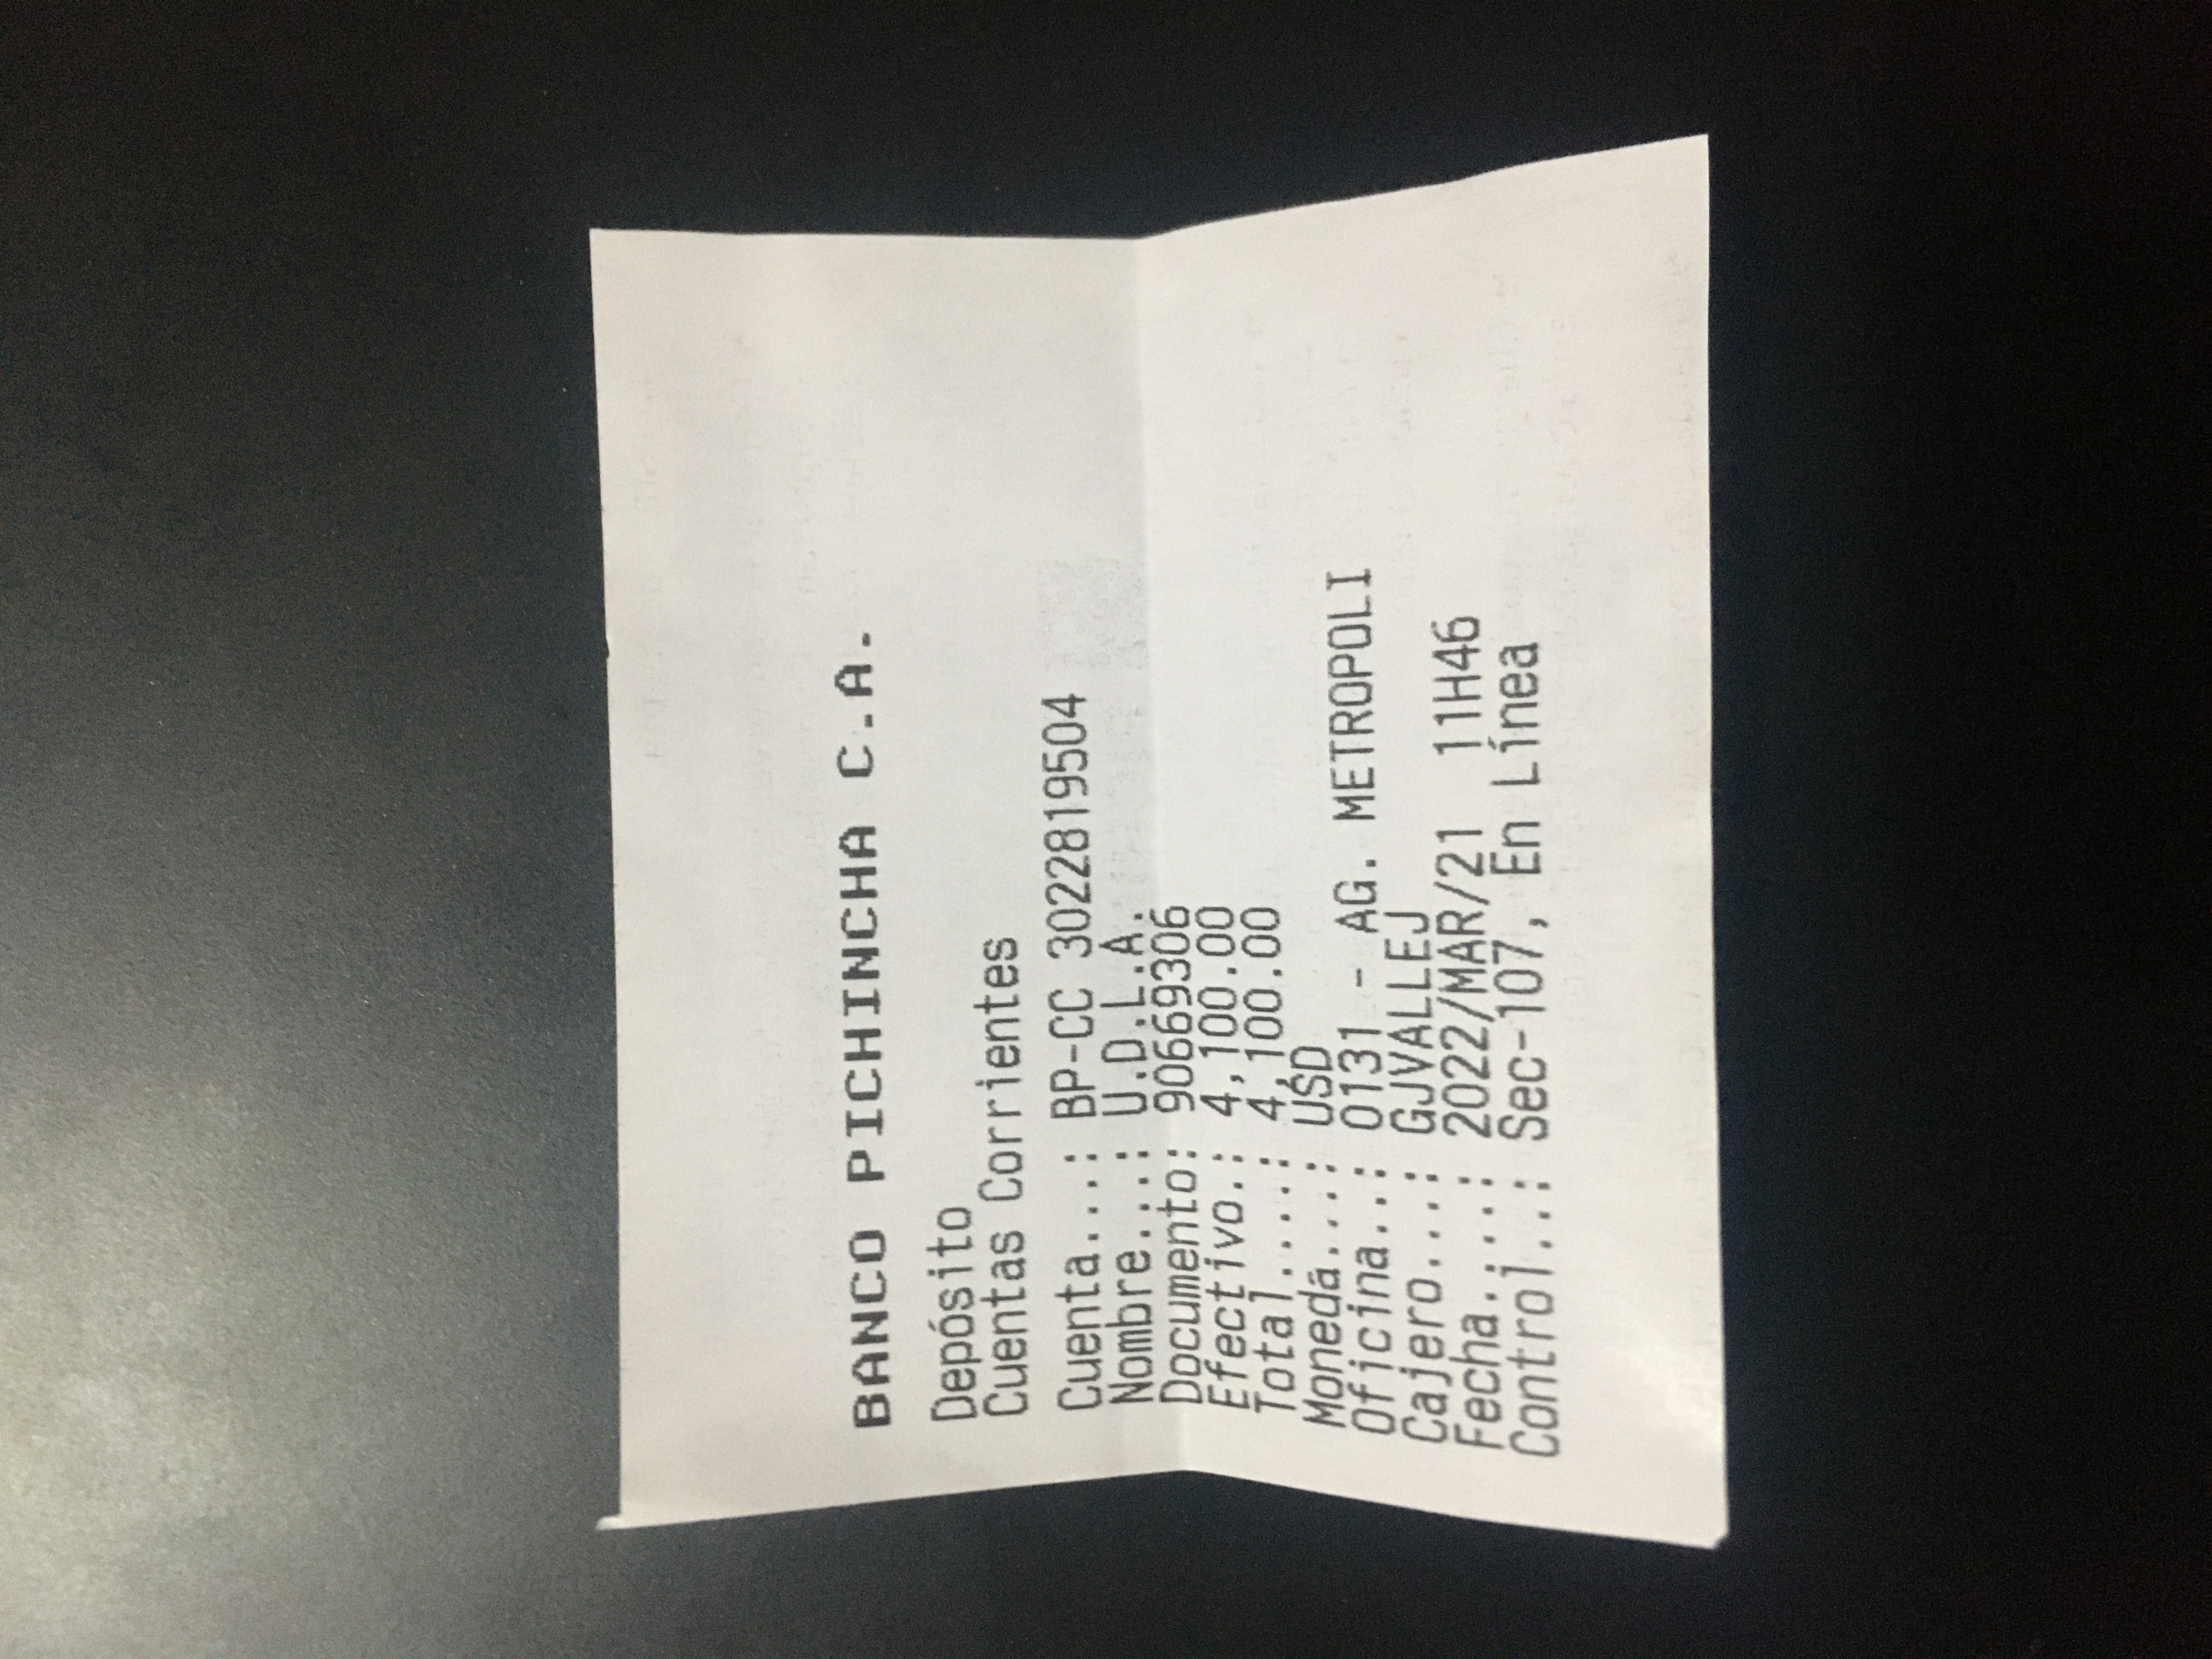 BANCO PICHINCHA C.A.
Depósito
Cuentas Corrientes
Cuenta....: BP-CC 3022819504
Nombre....: U.D.L.A.
Documento: 906669306
Efectivo.: 4,100.00
Total.....: 4,100.00
Moneda....: USD
Oficina...: 0131 - AG. METROPOLI
Cajero....: GJVALLEJ
Fecha.....: 2022/MAR/21 11H46
Control...: Sec-107, En Línea